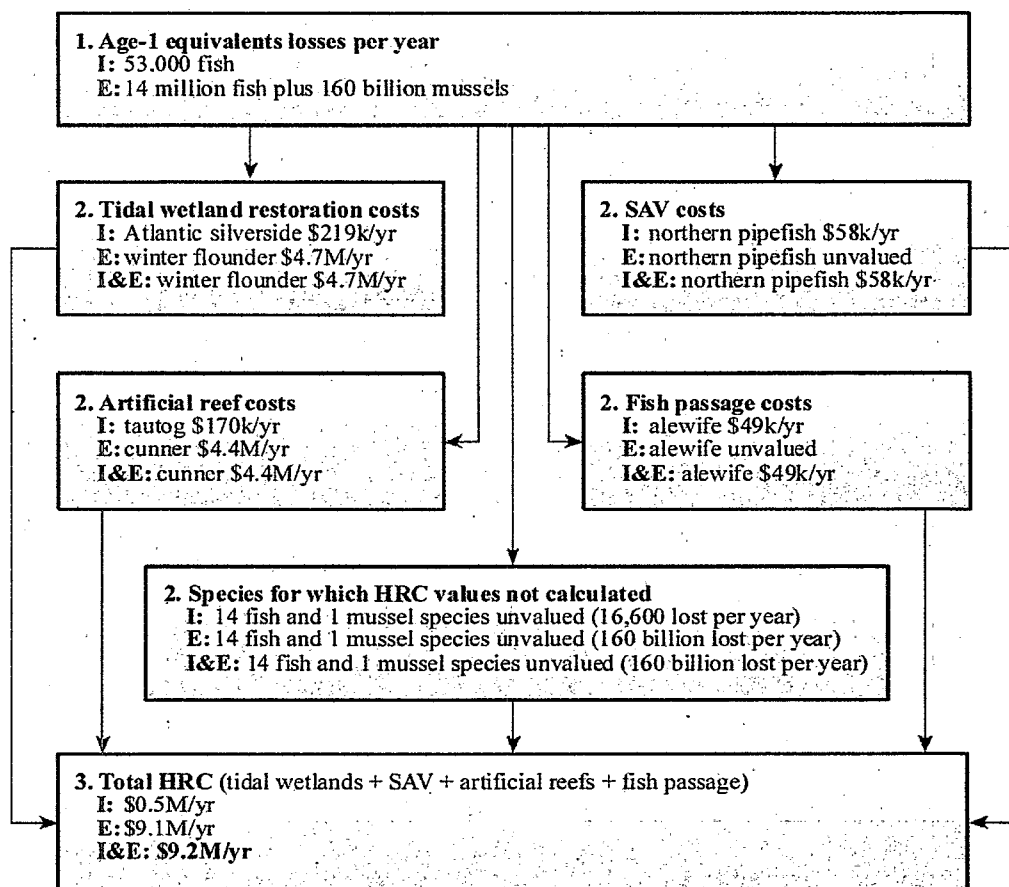 1. Age-1 equivalents losses per year
I: 53.000 fish
E: 14 million fish plus 160 billion mussels
2. Tidal wetland restoration costs
I: Atlantic silverside $219k/yr
E: winter flounder $4.7M/yr
I&E: winter flounder $4.7M/yr
2. SAV costs
I: northern pipefish $58k/yr
E: northern pipefish unvalued
I&E: northern pipefish $58k/yr
2. Artificial reef costs
I: tautog $170k/yr
E: cunner $4.4M/yr
I&E: cunner $4.4M/yr
2. Fish passage costs
I: alewife $49k/yr
E: alewife unvalued
I&E: alewife $49k/yr
2. Species for which HRC values not calculated
I: 14 fish and 1 mussel species unvalued (16,600 lost per year)
E: 14 fish and 1 mussel species unvalued (160 billion lost per year)
I&E: 14 fish and 1 mussel species unvalued (160 billion lost per year)
3. Total HRC (tidal wetlands + SAV + artificial reefs + fish passage)
I: $0.5M/yr
E: $9.1M/yr
I&E: $9.2M/yr